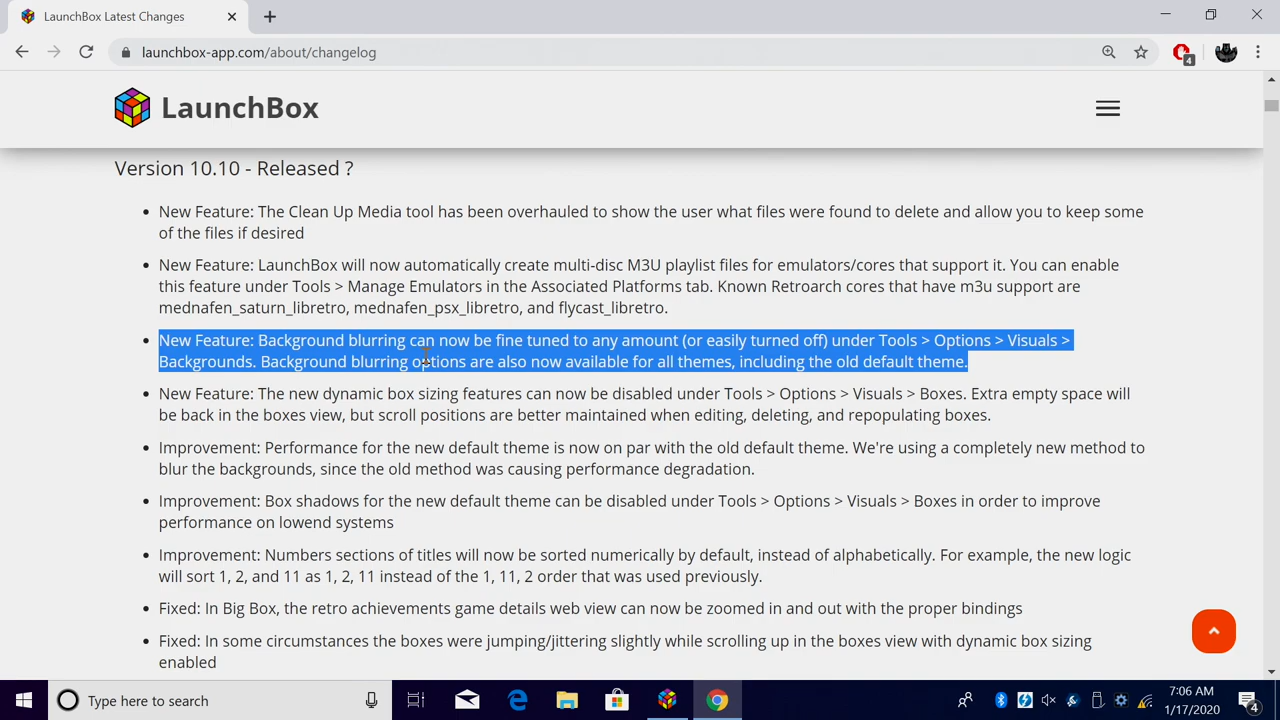 LaunchBox Latest Changes
launchbox-app.com/about/changelog
4
LaunchBox
Version 10.10 - Released ?
New Feature: The Clean Up Media tool has been overhauled to show the user what files were found to delete and allow you to keep some
of the files if desired
New Feature: LaunchBox will now automatically create multi-disc M3U playlist files for emulators/cores that support it. You can enable
this feature under Tools > Manage Emulators in the Associated Platforms tab. Known Retroarch cores that have m3u support are
mednafen_saturn_libretro, mednafen_psx_libretro, and flycast_libretro.
New Feature: Background blurring can now be fine tuned to any amount (or easily turned off) under Tools > Options > Visuals >
Backgrounds. Background blurring options are also now available for all themes, including the old default theme.
New Feature: The new dynamic box sizing features can now be disabled under Tools > Options > Visuals > Boxes. Extra empty space will
be back in the boxes view, but scroll positions are better maintained when editing, deleting, and repopulating boxes.
Improvement: Performance for the new default theme is now on par with the old default theme. We're using a completely new method to
blur the backgrounds, since the old method was causing performance degradation.
Improvement: Box shadows for the new default theme can be disabled under Tools > Options > Visuals > Boxes in order to improve
performance on lowend systems
Improvement: Numbers sections of titles will now be sorted numerically by default, instead of alphabetically. For example, the new logic
will sort 1, 2, and 11 as 1, 2, 11 instead of the 1, 11, 2 order that was used previously.
Fixed: In Big Box, the retro achievements game details web view can now be zoomed in and out with the proper bindings
Fixed: In some circumstances the boxes were jumping/jittering slightly while scrolling up in the boxes view with dynamic box sizing
enabled
Type here to search
7:06 AM
1/17/2020
4